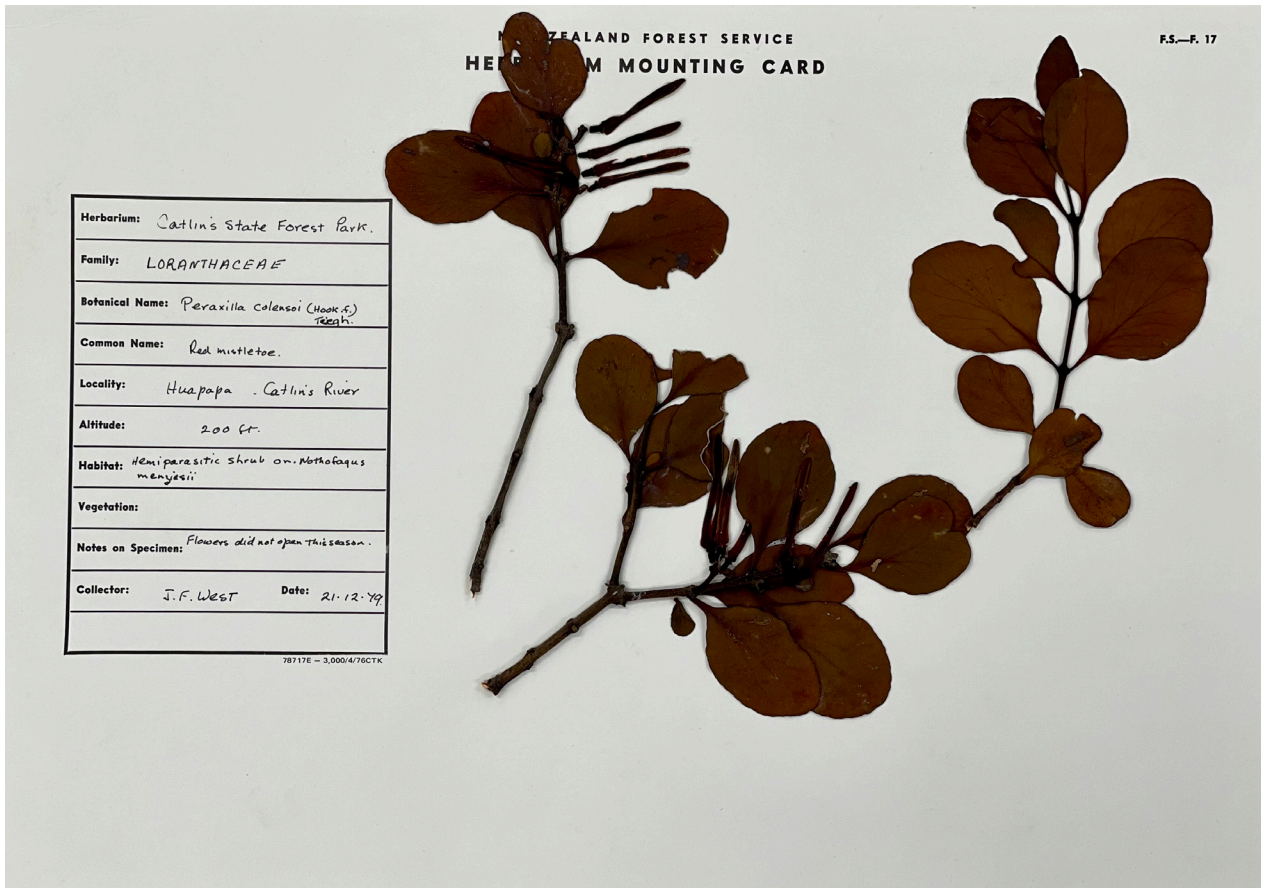 ZEALAND FOREST SERVICE
F.S.—F. 17
MOUNTING CARD
Herbarium: Catlin's State Forest Park.
Family: LORANTHACEAE
Botanical Name: Peraxilla colensoi (Hook.f.)
Tiegh.
Common Name: Red mistletoe.
Locality: Huapapa . Catlin's River
Altitude: 200 ft.
Habitat: Hemiparasitic shrub on. Nothofagus
menziesii
Vegetation:
Notes on Specimen: Flowers did not open this season.
Collector: J.F. West Date: 21.12.79
78717E – 3,000/4/76CTK